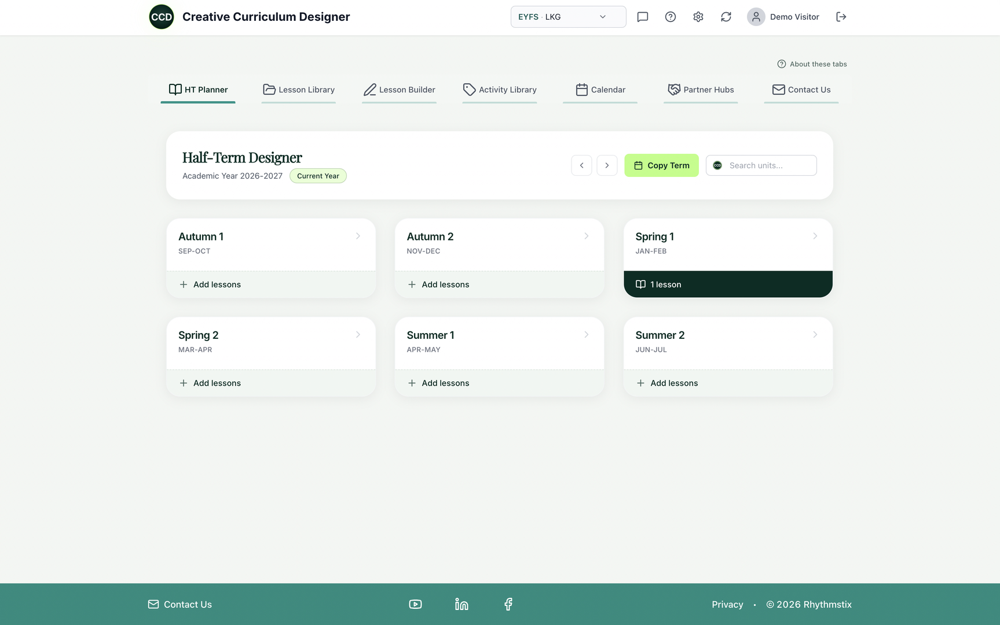 CCD
Creative Curriculum Designer
EYFS · LKG
Demo Visitor
About these tabs
HT Planner
Lesson Library
Lesson Builder
Activity Library
Calendar
Partner Hubs
Contact Us
Half-Term Designer
Academic Year 2026-2027
Current Year
Copy Term
CCD
Search units...
Autumn 1
SEP-OCT
Add lessons
Autumn 2
NOV-DEC
Add lessons
Spring 1
JAN-FEB
1 lesson
Spring 2
MAR-APR
Add lessons
Summer 1
APR-MAY
Add lessons
Summer 2
JUN-JUL
Add lessons
Contact Us
Privacy • © 2026 Rhythmstix